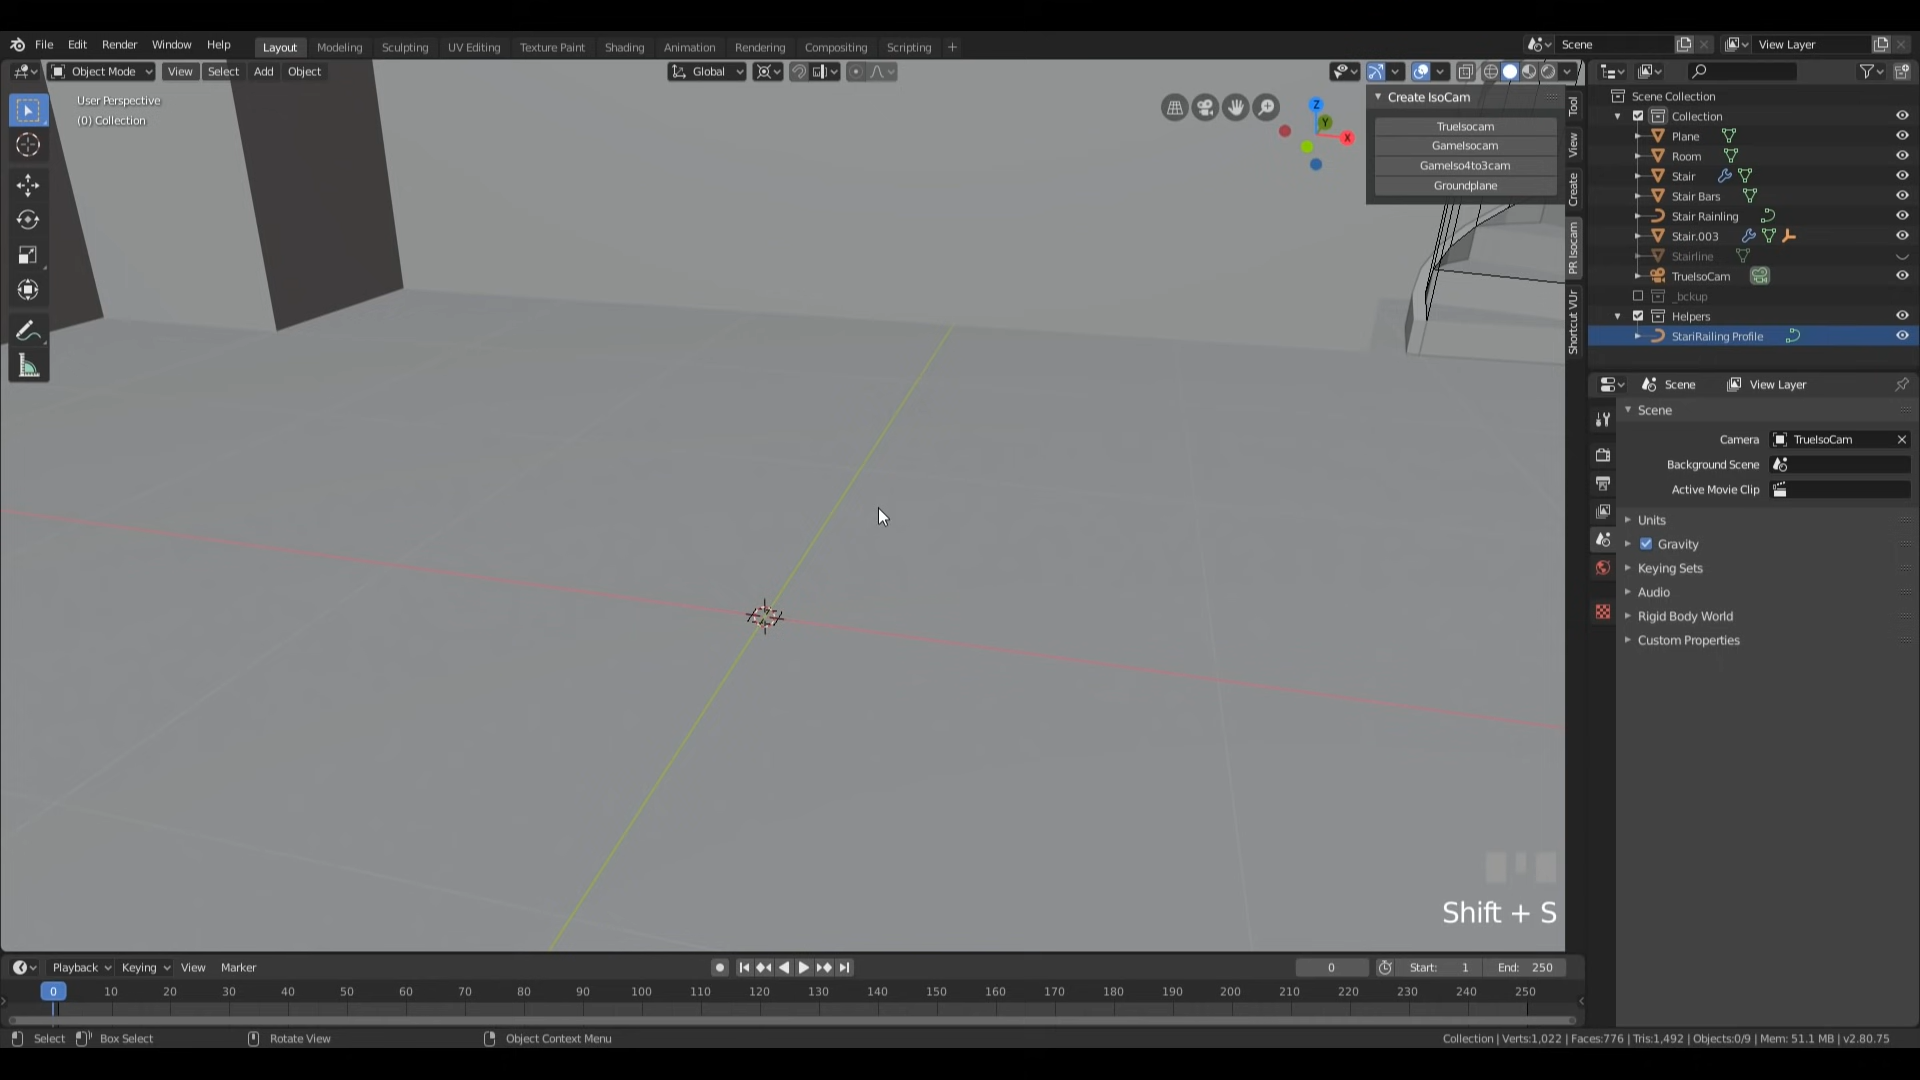 File Edit Render Window Help Layout Modeling Sculpting UV Editing Texture Paint Shading Animation Rendering Compositing Scripting + Scene View Layer
Object Mode View Select Add Object Global
User Perspective
(0) Collection
Z
Y
X
Create IsoCam
TrueIsocam
GameIsocam
GameIso4to3cam
Groundplane
Tool
View
Create
PR Isocam
Shortcut VUr
Scene Collection
Collection
Plane
Room
Stair
Stair Bars
Stair Rainling
Stair.003
Stairline
TrueIsoCam
_bckup
Helpers
StariRailing Profile
Scene View Layer
Scene
Camera TrueIsoCam
Background Scene
Active Movie Clip
Units
Gravity
Keying Sets
Audio
Rigid Body World
Custom Properties
Shift + S
Playback Keying View Marker 0 Start: 1 End: 250
0 10 20 30 40 50 60 70 80 90 100 110 120 130 140 150 160 170 180 190 200 210 220 230 240 250
Select Box Select Rotate View Object Context Menu Collection | Verts:1,022 | Faces:776 | Tris:1,492 | Objects:0/9 | Mem: 51.1 MB | v2.80.75